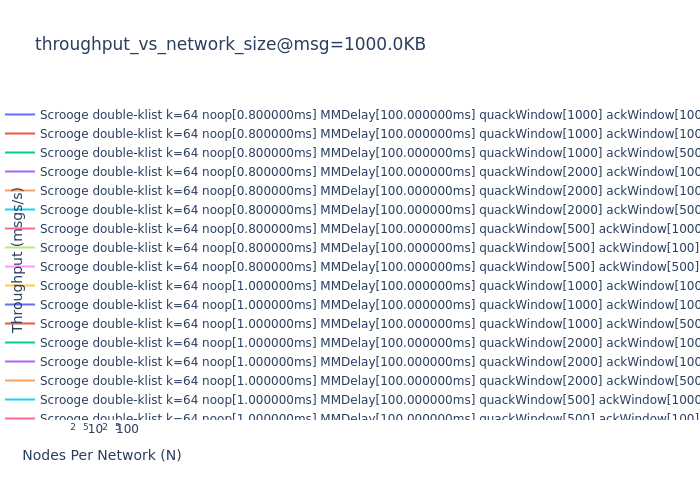 throughput_vs_network_size@msg=1000.0KB
Scrooge double-klist k=64 noop[0.800000ms] MMDelay[100.000000ms] quackWindow[1000] ackWindow[100
Scrooge double-klist k=64 noop[0.800000ms] MMDelay[100.000000ms] quackWindow[1000] ackWindow[100
Scrooge double-klist k=64 noop[0.800000ms] MMDelay[100.000000ms] quackWindow[1000] ackWindow[500
Scrooge double-klist k=64 noop[0.800000ms] MMDelay[100.000000ms] quackWindow[2000] ackWindow[100
Scrooge double-klist k=64 noop[0.800000ms] MMDelay[100.000000ms] quackWindow[2000] ackWindow[100
Scrooge double-klist k=64 noop[0.800000ms] MMDelay[100.000000ms] quackWindow[2000] ackWindow[500
Scrooge double-klist k=64 noop[0.800000ms] MMDelay[100.000000ms] quackWindow[500] ackWindow[1000
Scrooge double-klist k=64 noop[0.800000ms] MMDelay[100.000000ms] quackWindow[500] ackWindow[100]
Scrooge double-klist k=64 noop[0.800000ms] MMDelay[100.000000ms] quackWindow[500] ackWindow[500]
Scrooge double-klist k=64 noop[1.000000ms] MMDelay[100.000000ms] quackWindow[1000] ackWindow[100
Scrooge double-klist k=64 noop[1.000000ms] MMDelay[100.000000ms] quackWindow[1000] ackWindow[100
Scrooge double-klist k=64 noop[1.000000ms] MMDelay[100.000000ms] quackWindow[1000] ackWindow[500
Scrooge double-klist k=64 noop[1.000000ms] MMDelay[100.000000ms] quackWindow[2000] ackWindow[100
Scrooge double-klist k=64 noop[1.000000ms] MMDelay[100.000000ms] quackWindow[2000] ackWindow[100
Scrooge double-klist k=64 noop[1.000000ms] MMDelay[100.000000ms] quackWindow[2000] ackWindow[500
Scrooge double-klist k=64 noop[1.000000ms] MMDelay[100.000000ms] quackWindow[500] ackWindow[1000
Scrooge double-klist k=64 noop[1.000000ms] MMDelay[100.000000ms] quackWindow[500] ackWindow[100]
Throughput (msgs/s)
2 5 10 2 5 100
Nodes Per Network (N)